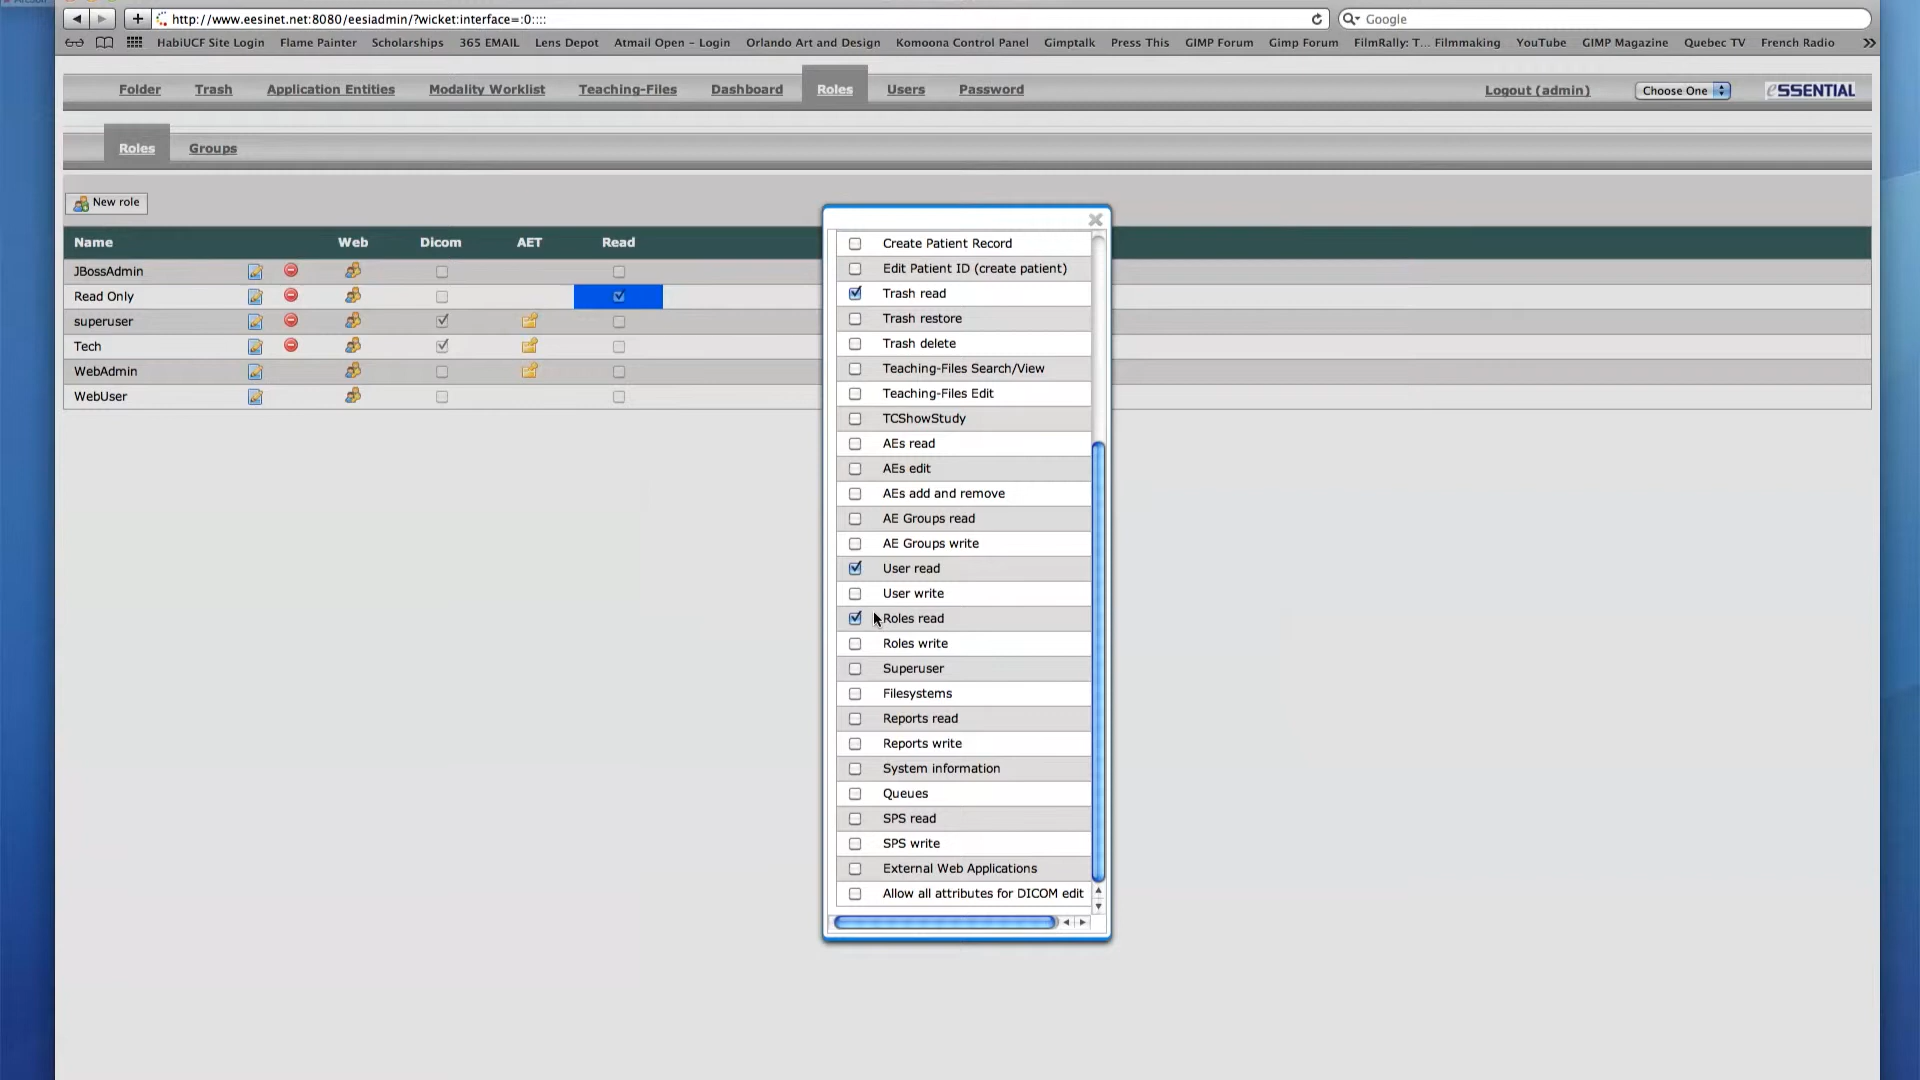 http://www.eesinet.net:8080/eesiadmin/?wicket:interface=:0::::
Google
HabiUCF Site Login Flame Painter Scholarships 365 EMAIL Lens Depot Atmail Open - Login Orlando Art and Design Komoona Control Panel Gimptalk Press This GIMP Forum Gimp Forum FilmRally: T... Filmmaking YouTube GIMP Magazine Quebec TV French Radio
Folder Trash Application Entities Modality Worklist Teaching-Files Dashboard Roles Users Password Logout (admin) Choose One eSSENTIAL
Roles Groups
New role
Name Web Dicom AET Read
JBossAdmin
Read Only
superuser
Tech
WebAdmin
WebUser
Create Patient Record
Edit Patient ID (create patient)
Trash read
Trash restore
Trash delete
Teaching-Files Search/View
Teaching-Files Edit
TCShowStudy
AEs read
AEs edit
AEs add and remove
AE Groups read
AE Groups write
User read
User write
Roles read
Roles write
Superuser
Filesystems
Reports read
Reports write
System information
Queues
SPS read
SPS write
External Web Applications
Allow all attributes for DICOM edit